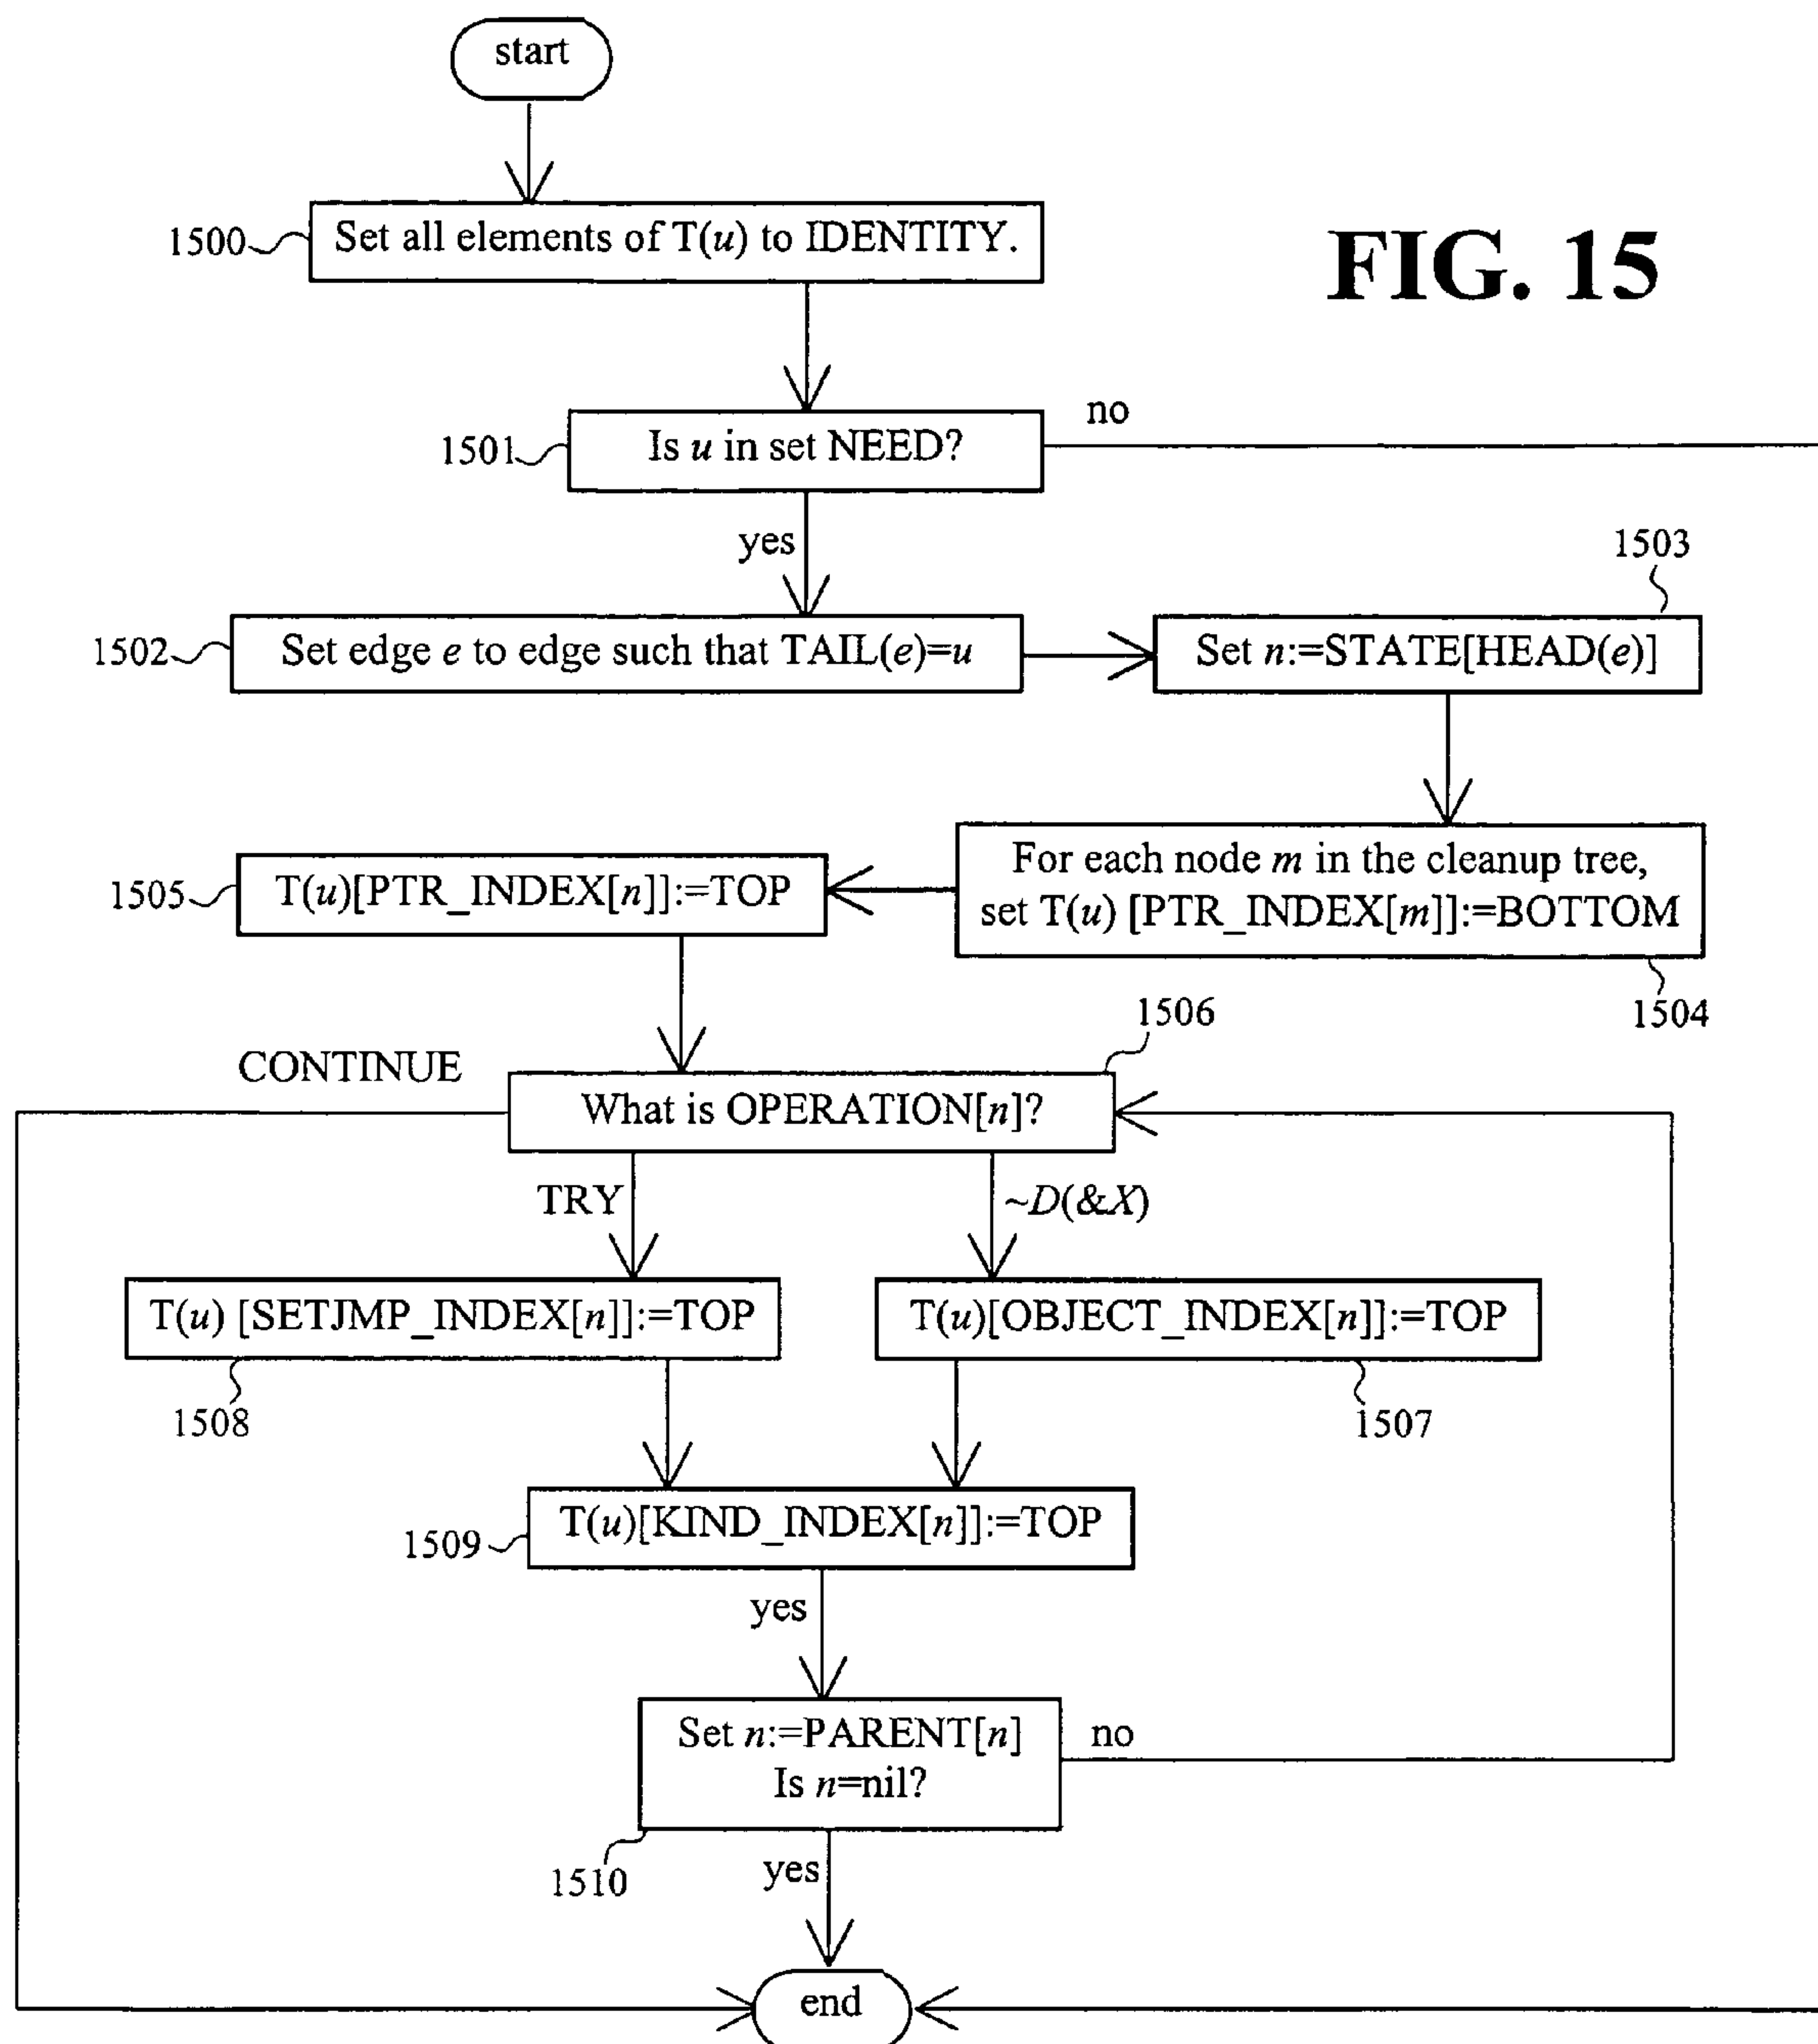 start
FIG. 15
1500
Set all elements of T(u) to IDENTITY.
1501
Is u in set NEED?
no
yes
1503
1502
Set edge e to edge such that TAIL(e)=u
Set n:=STATE[HEAD(e)]
1505
T(u)[PTR_INDEX[n]]:=TOP
For each node m in the cleanup tree,
set T(u) [PTR_INDEX[m]]:=BOTTOM
1504
1506
CONTINUE
What is OPERATION[n]?
TRY
~D(&X)
T(u) [SETJMP_INDEX[n]]:=TOP
T(u)[OBJECT_INDEX[n]]:=TOP
1508
1507
1509
T(u)[KIND_INDEX[n]]:=TOP
yes
Set n:=PARENT[n]
Is n=nil?
no
1510
yes
end